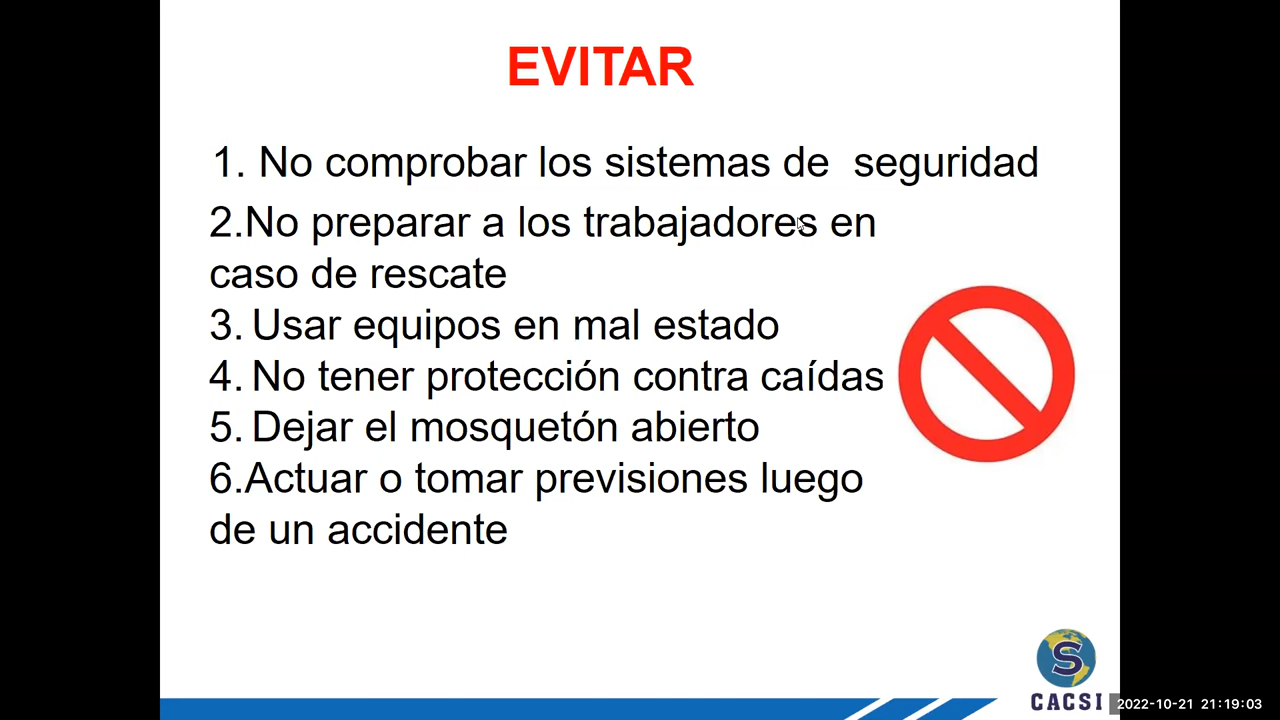 EVITAR
1. No comprobar los sistemas de  seguridad
2.No preparar a los trabajadores en
caso de rescate
3. Usar equipos en mal estado
4. No tener protección contra caídas
5. Dejar el mosquetón abierto
6.Actuar o tomar previsiones luego
de un accidente
S
CACSI
2022-10-21 21:19:03